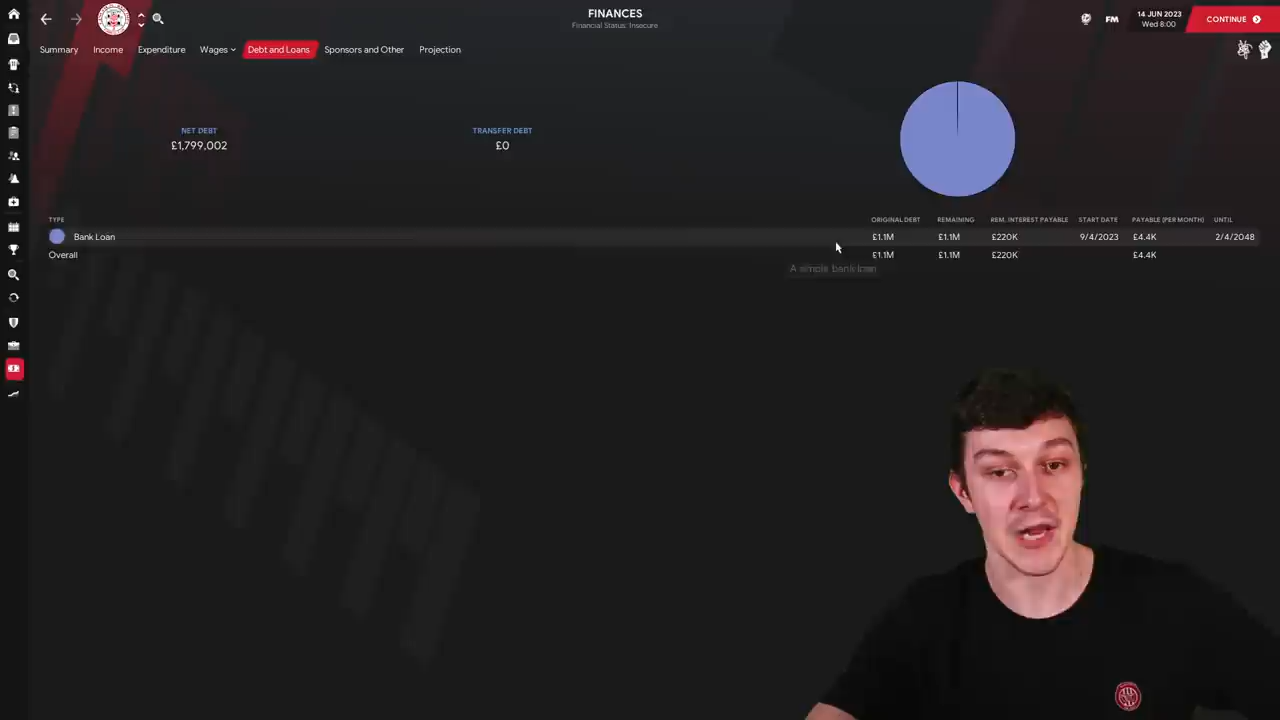 FINANCES
Financial Status: Insecure
FM
14 JUN 2023
Wed 8:00
CONTINUE
Summary
Income
Expenditure
Wages
Debt and Loans
Sponsors and Other
Projection
NET DEBT
£1,799,002
TRANSFER DEBT
£0
TYPE ORIGINAL DEBT REMAINING REM. INTEREST PAYABLE START DATE PAYABLE (PER MONTH) UNTIL
Bank Loan £1.1M £1.1M £220K 9/4/2023 £4.4K 2/4/2048
Overall £1.1M £1.1M £220K £4.4K
A simple bank loan